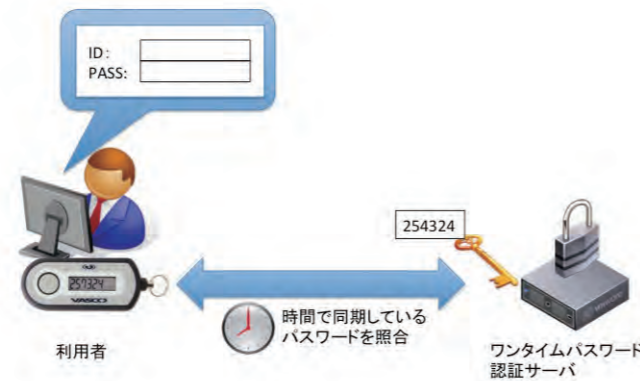 ID:
PASS:
254324
257324
VASCO
時間で同期している
パスワードを照合
利用者
ワンタイムパスワード
認証サーバ